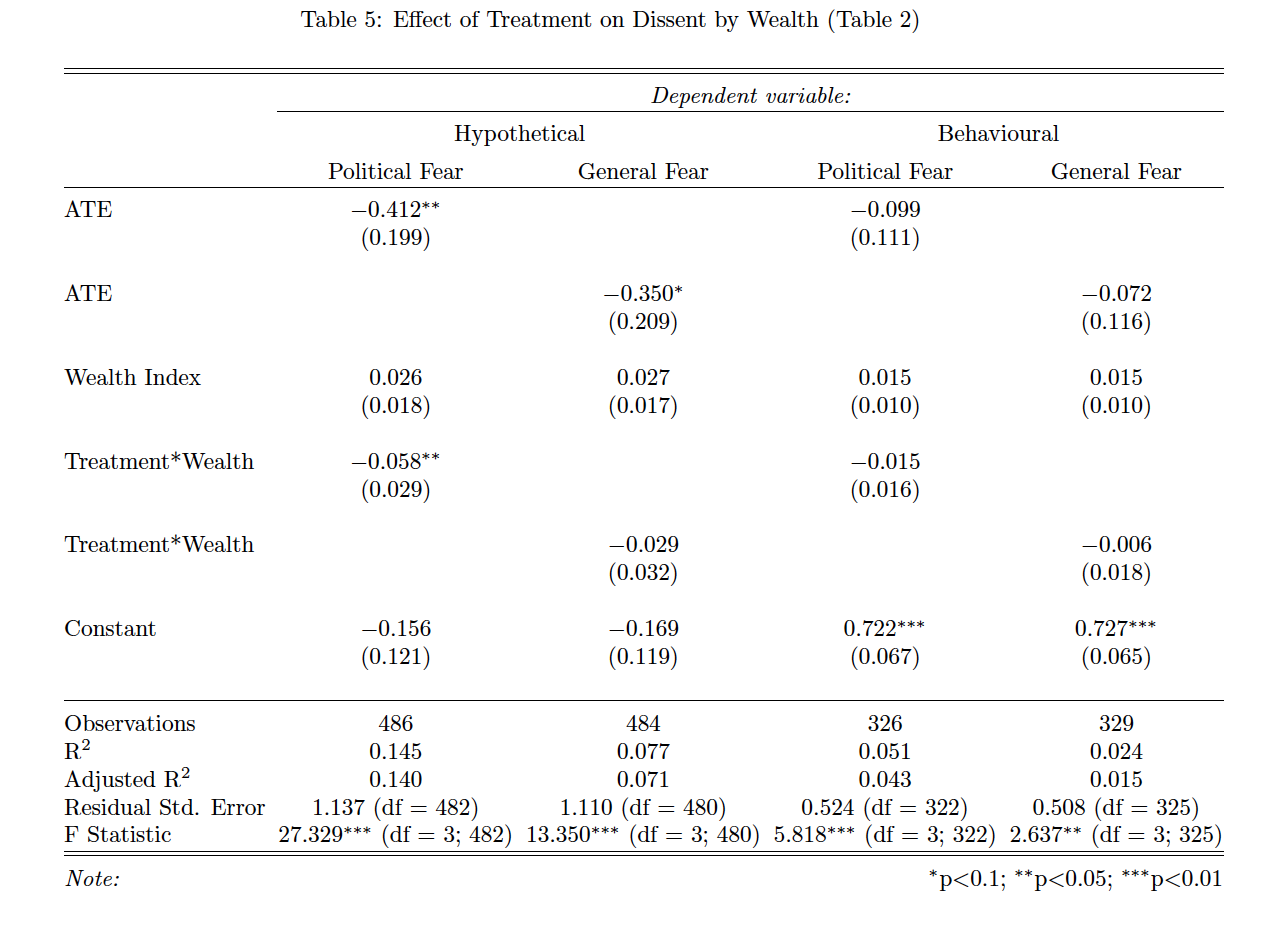 Table 5: Effect of Treatment on Dissent by Wealth (Table 2)
Dependent variable:
Hypothetical Behavioural
Political Fear General Fear Political Fear General Fear
ATE −0.412** −0.099
(0.199) (0.111)
ATE −0.350* −0.072
(0.209) (0.116)
Wealth Index 0.026 0.027 0.015 0.015
(0.018) (0.017) (0.010) (0.010)
Treatment*Wealth −0.058** −0.015
(0.029) (0.016)
Treatment*Wealth −0.029 −0.006
(0.032) (0.018)
Constant −0.156 −0.169 0.722*** 0.727***
(0.121) (0.119) (0.067) (0.065)
Observations 486 484 326 329
R² 0.145 0.077 0.051 0.024
Adjusted R² 0.140 0.071 0.043 0.015
Residual Std. Error 1.137 (df = 482) 1.110 (df = 480) 0.524 (df = 322) 0.508 (df = 325)
F Statistic 27.329*** (df = 3; 482) 13.350*** (df = 3; 480) 5.818*** (df = 3; 322) 2.637** (df = 3; 325)
Note: *p<0.1; **p<0.05; ***p<0.01